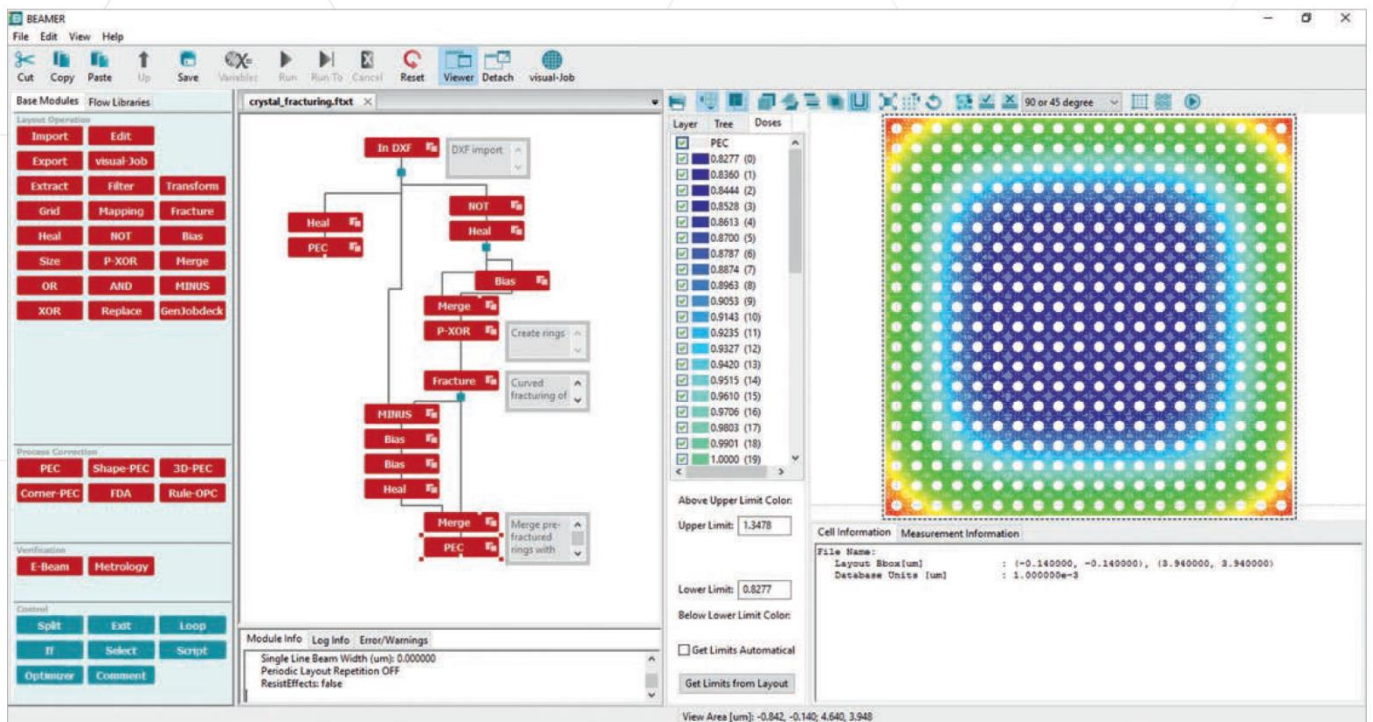 BEAMER
File Edit View Help
Cut Copy Paste Up Save Variables Run Run To Cancel Reset Viewer Detach visual-Job
Base Modules Flow Libraries
Layout Operation
Import Edit
Export visual-Job
Extract Filter Transform
Grid Mapping Fracture
Heal NOT Bias
Size P-XOR Merge
OR AND MINUS
XOR Replace GenJobdeck
Process Correction
PEC Shape-PEC 3D-PEC
Corner-PEC FDA Rule-OPC
Verification
E-Beam Metrology
Control
Split Exit Loop
If Select Script
Optimizer Comment
crystal_fracturing.ftxt
In DXF
DXF import
Heal
PEC
NOT
Heal
Bias
Merge
P-XOR
Create rings
Fracture
Curved
fracturing of
MINUS
Bias
Bias
Heal
Merge
PEC
Merge pre-
fractured
rings with
Module Info Log Info Error/Warnings
Single Line Beam Width (um): 0.000000
Periodic Layout Repetition OFF
ResistEffects: false
90 or 45 degree
Layer Tree Doses
PEC
0.8277 (0)
0.8360 (1)
0.8444 (2)
0.8528 (3)
0.8613 (4)
0.8700 (5)
0.8787 (6)
0.8874 (7)
0.8963 (8)
0.9053 (9)
0.9143 (10)
0.9235 (11)
0.9327 (12)
0.9420 (13)
0.9515 (14)
0.9610 (15)
0.9706 (16)
0.9803 (17)
0.9901 (18)
1.0000 (19)
Above Upper Limit Color:
Upper Limit: 1.3478
Lower Limit: 0.8277
Below Lower Limit Color:
Get Limits Automatical
Get Limits from Layout
Cell Information Measurement Information
File Name:
Layout Bbox[um] : (-0.140000, -0.140000), (3.940000, 3.940000)
Database Units [um] : 1.000000e-3
View Area [um]: -0.842, -0.140; 4.640, 3.948